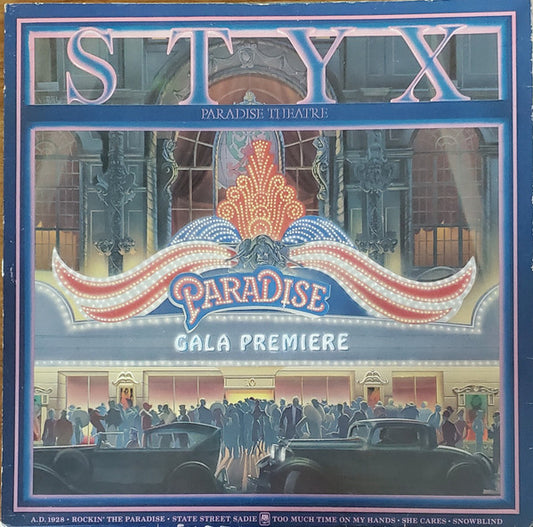 STYX
PARADISE THEATRE
PARADISE
GALA PREMIERE
A.D. 1928 • ROCKIN' THE PARADISE • STATE STREET SADIE • A&M • TOO MUCH TIME ON MY HANDS • SHE CARES • SNOWBLIND